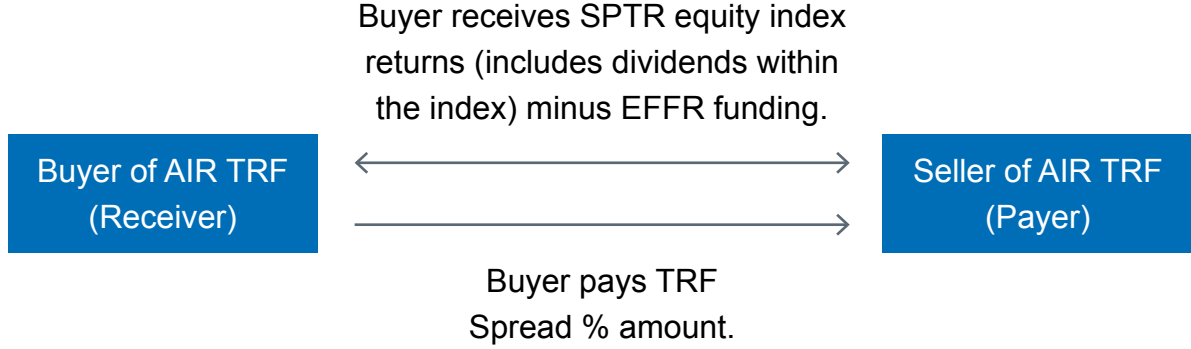 Buyer receives SPTR equity index
returns (includes dividends within
the index) minus EFFR funding.
Buyer of AIR TRF
(Receiver)
Seller of AIR TRF
(Payer)
Buyer pays TRF
Spread % amount.